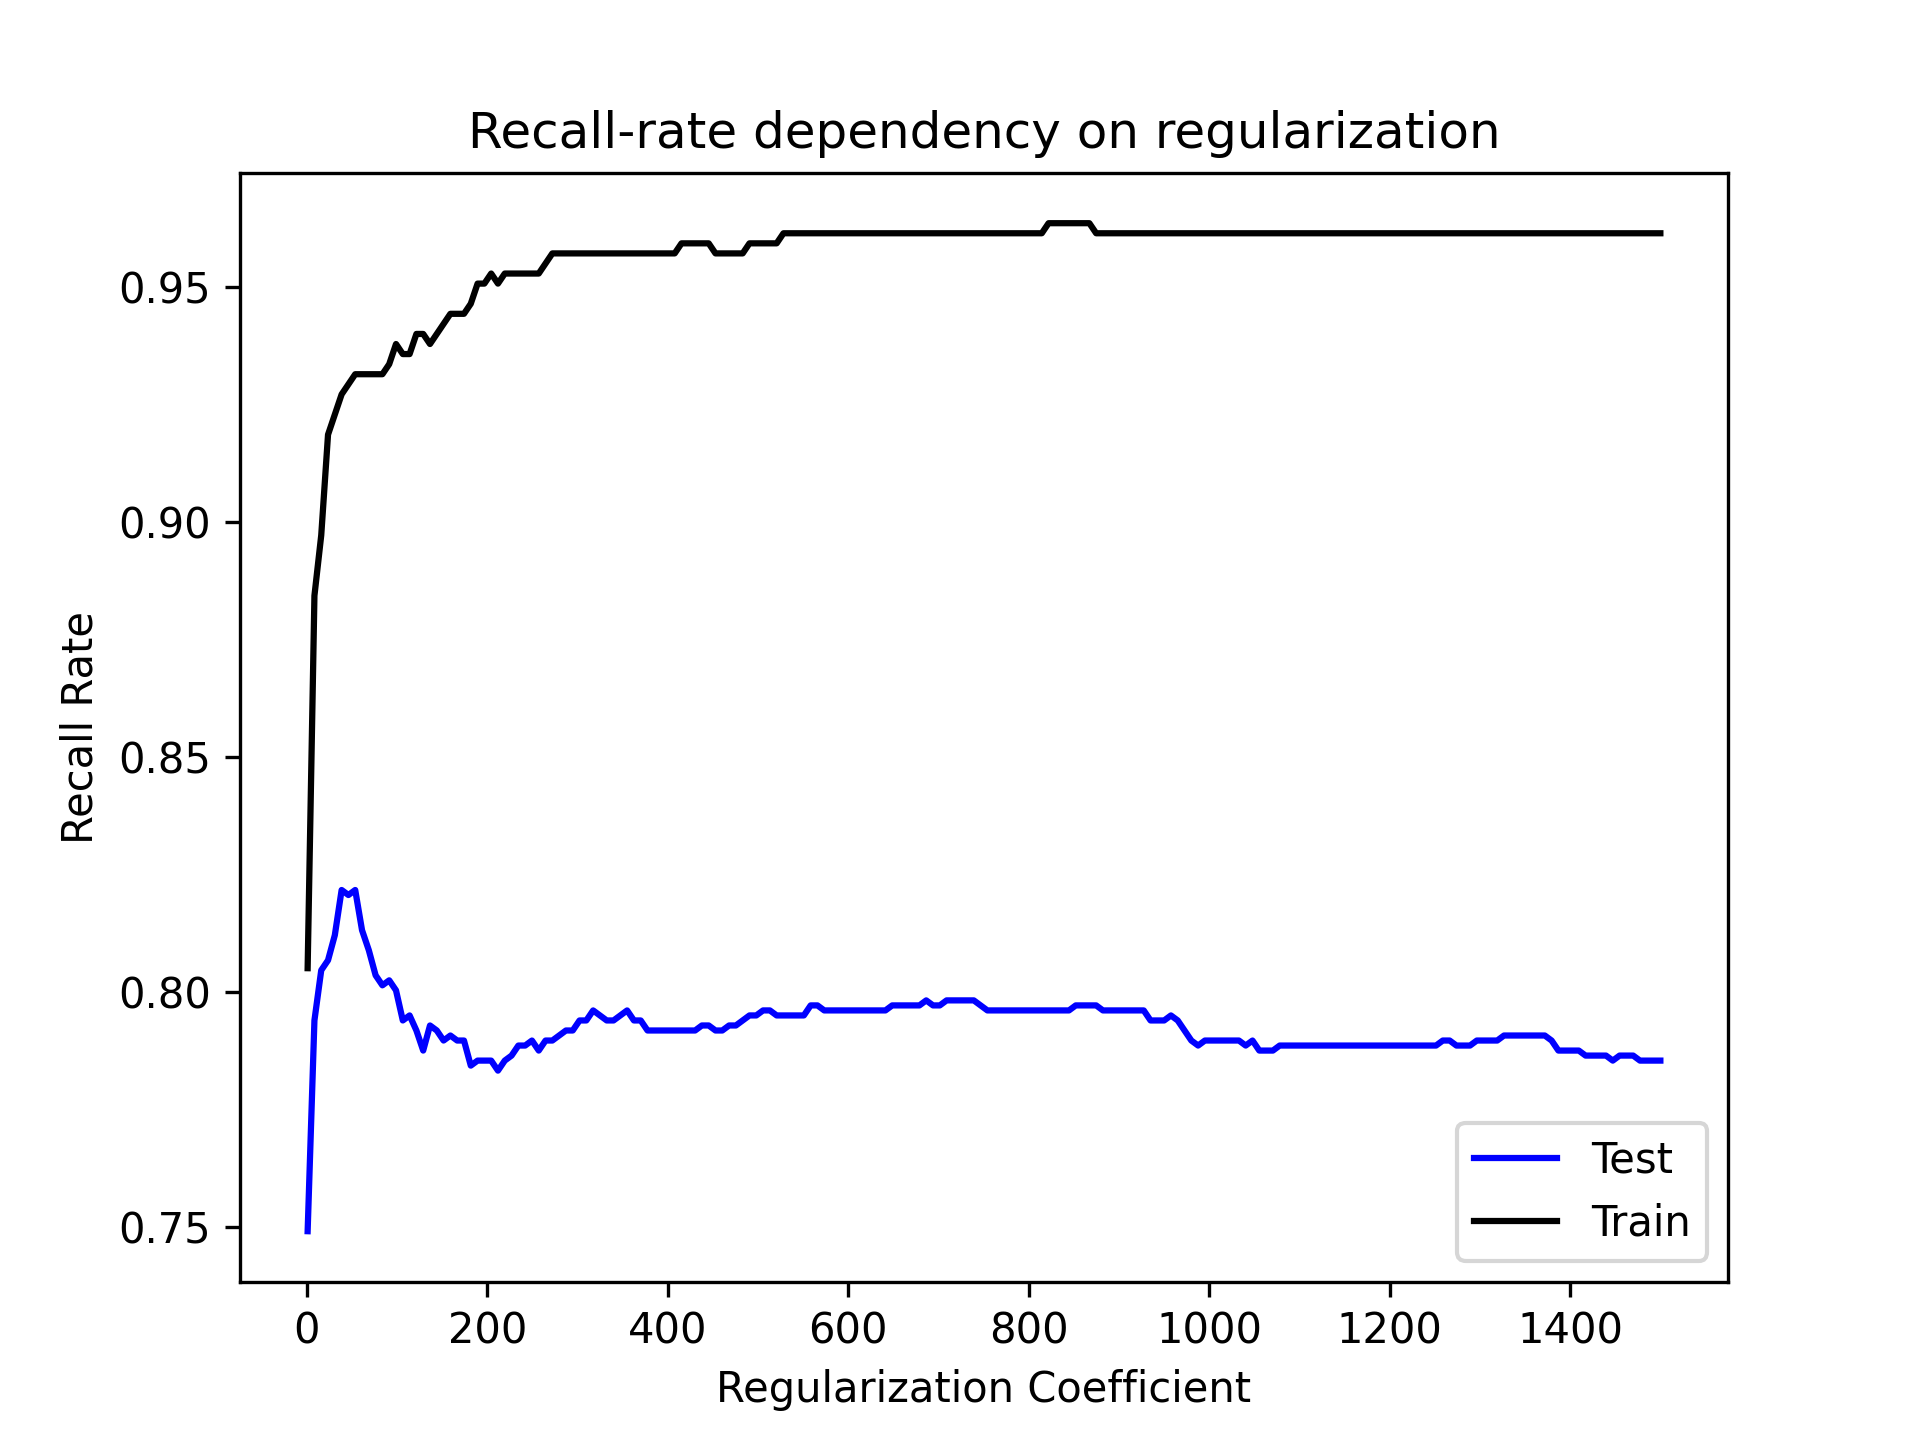 Recall-rate dependency on regularization
Recall Rate
0.95
0.90
0.85
0.80
0.75
0 200 400 600 800 1000 1200 1400
Regularization Coefficient
Test
Train